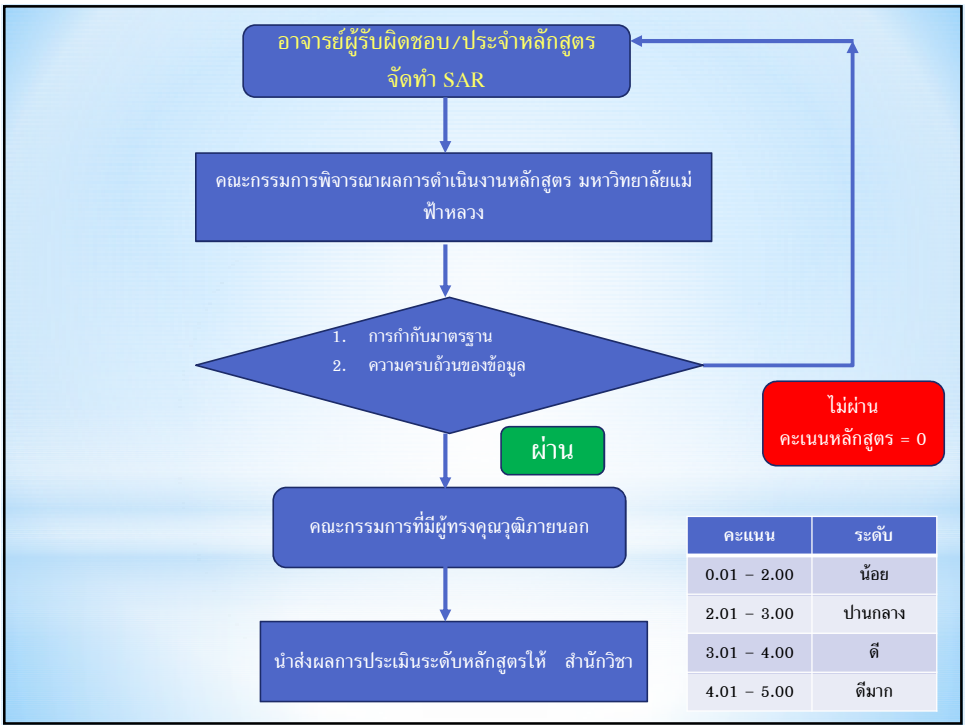 อาจารย์ผู้รับผิดชอบ/ประจำหลักสูตร
จัดทำ SAR
คณะกรรมการพิจารณาผลการดำเนินงานหลักสูตร มหาวิทยาลัยแม่
ฟ้าหลวง
1. การกำกับมาตรฐาน
2. ความครบถ้วนของข้อมูล
ไม่ผ่าน
คะเนนหลักสูตร = 0
ผ่าน
คณะกรรมการที่มีผู้ทรงคุณวุฒิภายนอก
นำส่งผลการประเมินระดับหลักสูตรให้ สำนักวิชา
คะแนน ระดับ
0.01 – 2.00 น้อย
2.01 – 3.00 ปานกลาง
3.01 – 4.00 ดี
4.01 – 5.00 ดีมาก